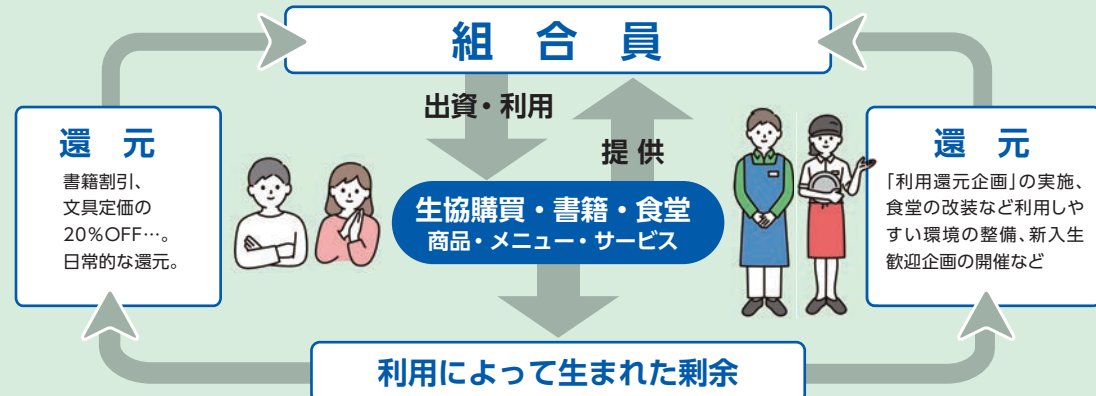 組合員
出資・利用
提供
還元
書籍割引、
文具定価の
20%OFF…。
日常的な還元。
生協購買・書籍・食堂
商品・メニュー・サービス
還元
「利用還元企画」の実施、
食堂の改装など利用しや
すい環境の整備、新入生
歓迎企画の開催など
利用によって生まれた剰余